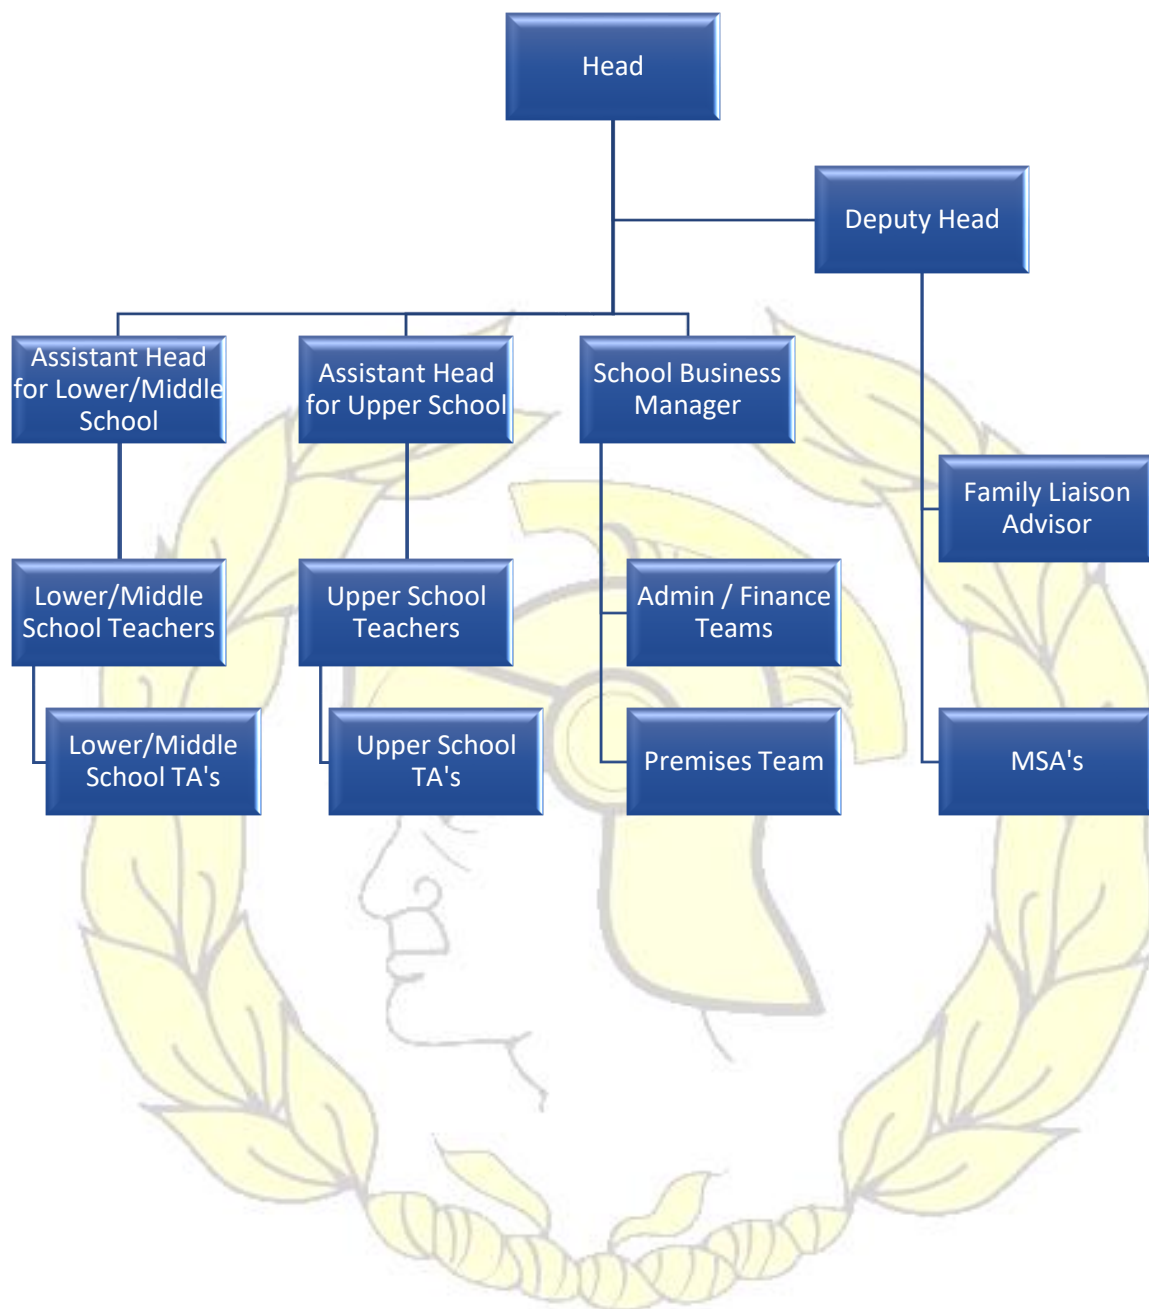 Head
Deputy Head
Assistant Head
for Lower/Middle
School
Assistant Head
for Upper School
School Business
Manager
Family Liaison
Advisor
Lower/Middle
School Teachers
Upper School
Teachers
Admin / Finance
Teams
Lower/Middle
School TA's
Upper School
TA's
Premises Team
MSA's